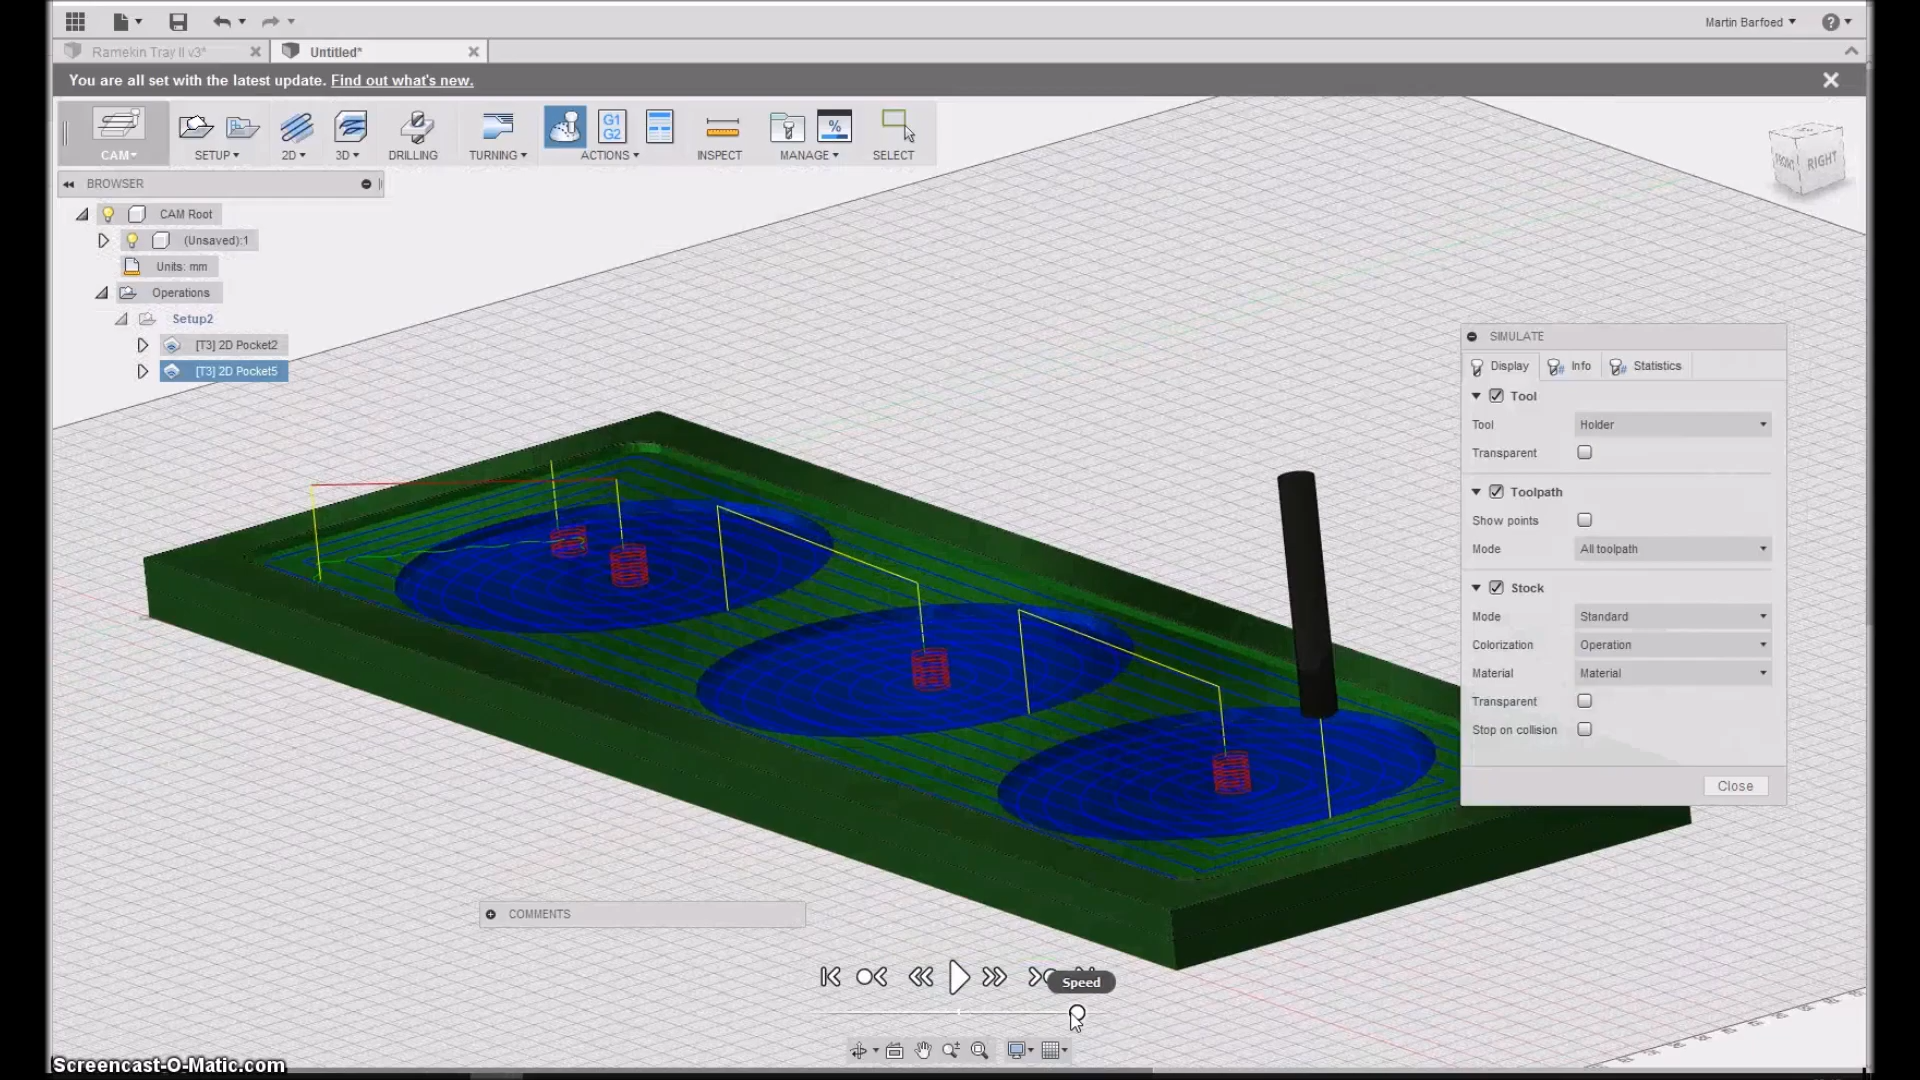 Martin Barfoed
Ramekin Tray II v3*
Untitled*
You are all set with the latest update. Find out what's new.
G1
G2
%
CAM
SETUP
2D
3D
DRILLING
TURNING
ACTIONS
INSPECT
MANAGE
SELECT
BROWSER
CAM Root
(Unsaved):1
Units: mm
Operations
Setup2
[T3] 2D Pocket2
[T3] 2D Pocket5
FRONT
RIGHT
SIMULATE
Display
Info
Statistics
Tool
Tool
Holder
Transparent
Toolpath
Show points
Mode
All toolpath
Stock
Mode
Standard
Colorization
Operation
Material
Material
Transparent
Stop on collision
Close
COMMENTS
Speed
Screencast-O-Matic.com